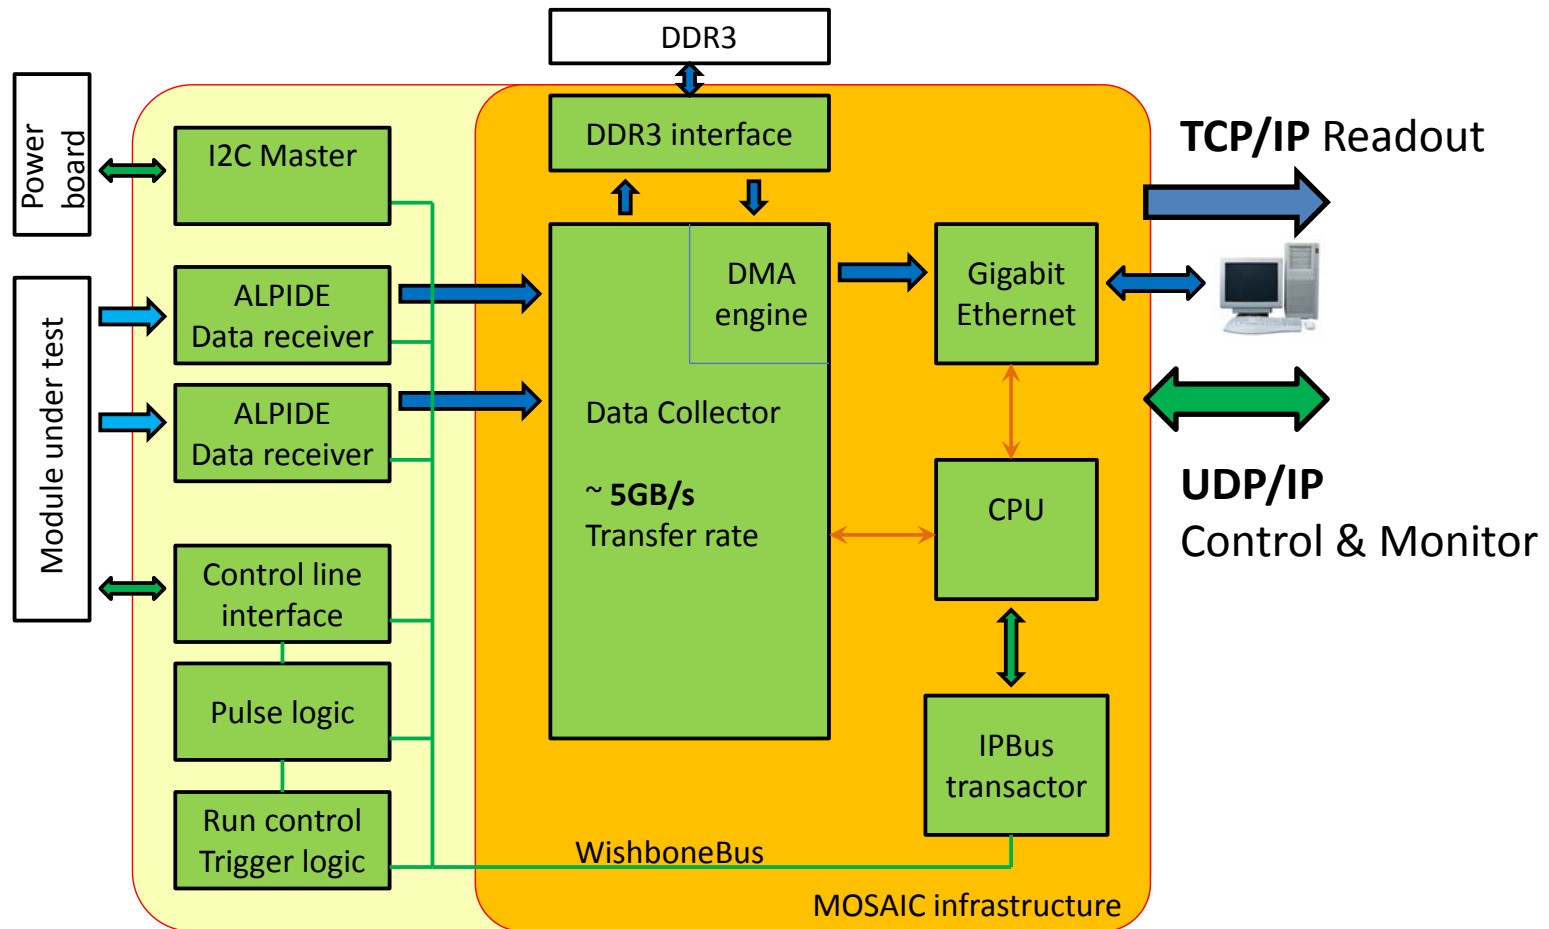 DDR3
Power
board
I2C Master
DDR3 interface
TCP/IP Readout
ALPIDE
Data receiver
DMA
engine
Gigabit
Ethernet
Module under test
ALPIDE
Data receiver
Data Collector
~ 5GB/s
Transfer rate
CPU
UDP/IP
Control & Monitor
Control line
interface
Pulse logic
IPBus
transactor
Run control
Trigger logic
WishboneBus
MOSAIC infrastructure